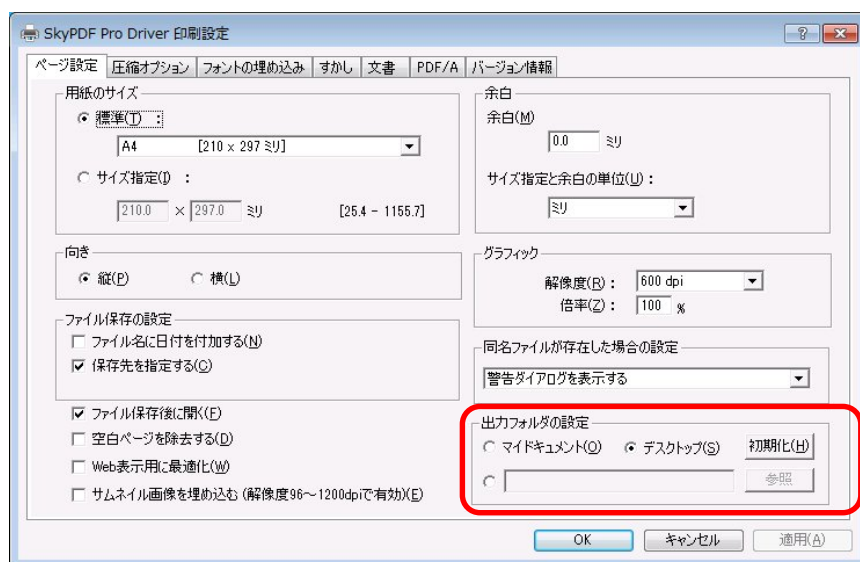 SkyPDF Pro Driver 印刷設定
ページ設定 圧縮オプション フォントの埋め込み すかし 文書 PDF/A バージョン情報
用紙のサイズ
標準(T) :
A4 [210 x 297 ミリ]
サイズ指定(I) :
210.0 × 297.0 ミリ [25.4 - 1155.7]
向き
縦(P) 横(L)
ファイル保存の設定
ファイル名に日付を付加する(N)
保存先を指定する(C)
ファイル保存後に開く(F)
空白ページを除去する(D)
Web表示用に最適化(W)
サムネイル画像を埋め込む (解像度96～1200dpiで有効)(E)
余白
余白(M)
0.0 ミリ
サイズ指定と余白の単位(U) :
ミリ
グラフィック
解像度(R) : 600 dpi
倍率(Z) : 100 %
同名ファイルが存在した場合の設定
警告ダイアログを表示する
出力フォルダの設定
マイドキュメント(O) デスクトップ(S) 初期化(H)
参照
OK キャンセル 適用(A)